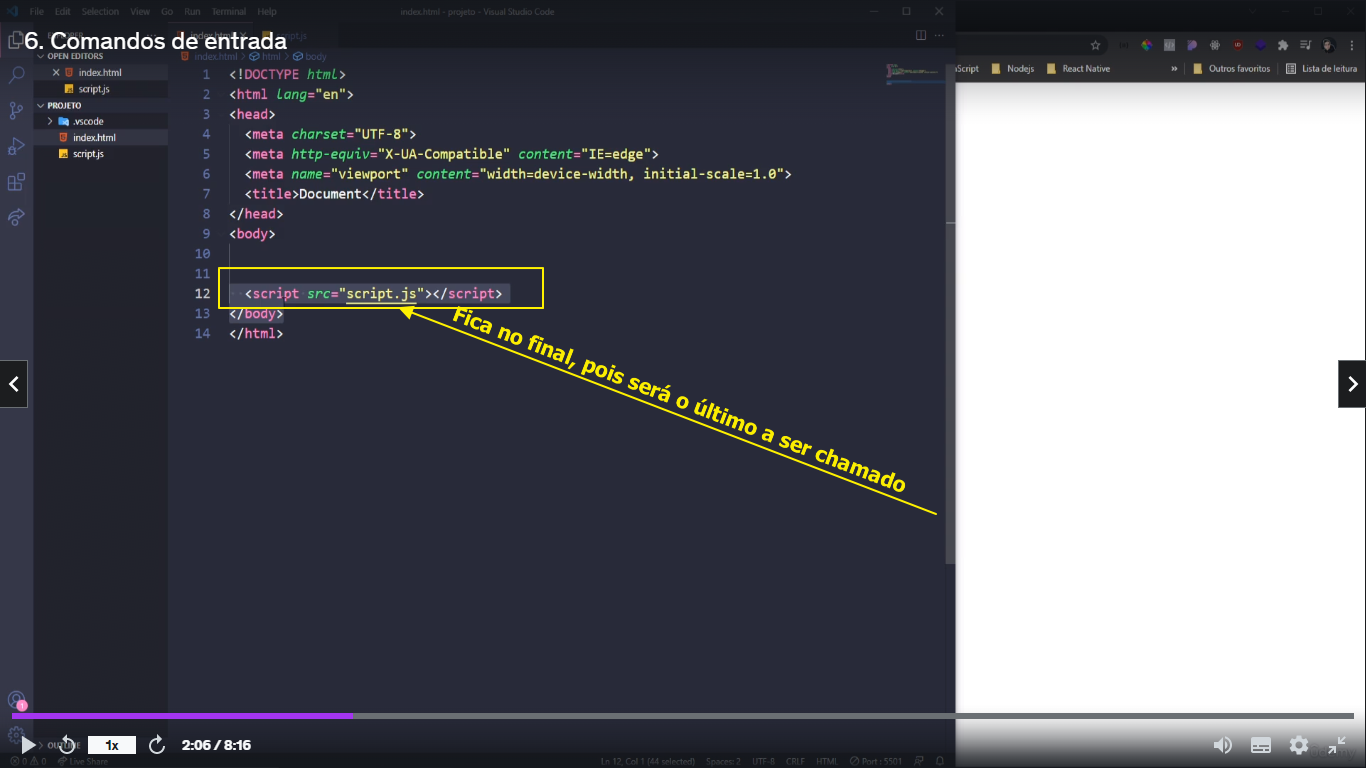 File Edit Selection View Go Run Terminal Help
index.html - projeto - Visual Studio Code
6. Comandos de entrada
index.html > html > body
OPEN EDITORS
index.html
script.js
PROJETO
.vscode
index.html
script.js
1 <!DOCTYPE html>
2 <html lang="en">
3 <head>
4 <meta charset="UTF-8">
5 <meta http-equiv="X-UA-Compatible" content="IE=edge">
6 <meta name="viewport" content="width=device-width, initial-scale=1.0">
7 <title>Document</title>
8 </head>
9 <body>
10
11
12 <script src="script.js"></script>
13 </body>
14 </html>
Fica no final, pois será o último a ser chamado
Nodejs
React Native
»
Outros favoritos
Lista de leitura
1
OUTLINE
1x
2:06 / 8:16
0 0 Live Share
Ln 12, Col 1 (44 selected) Spaces: 2 UTF-8 CRLF HTML Port : 5501